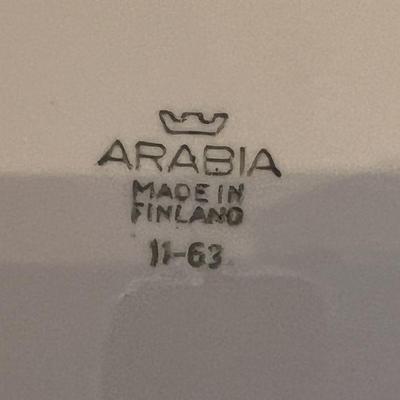 ARABIA
MADE IN
FINLAND
11-63